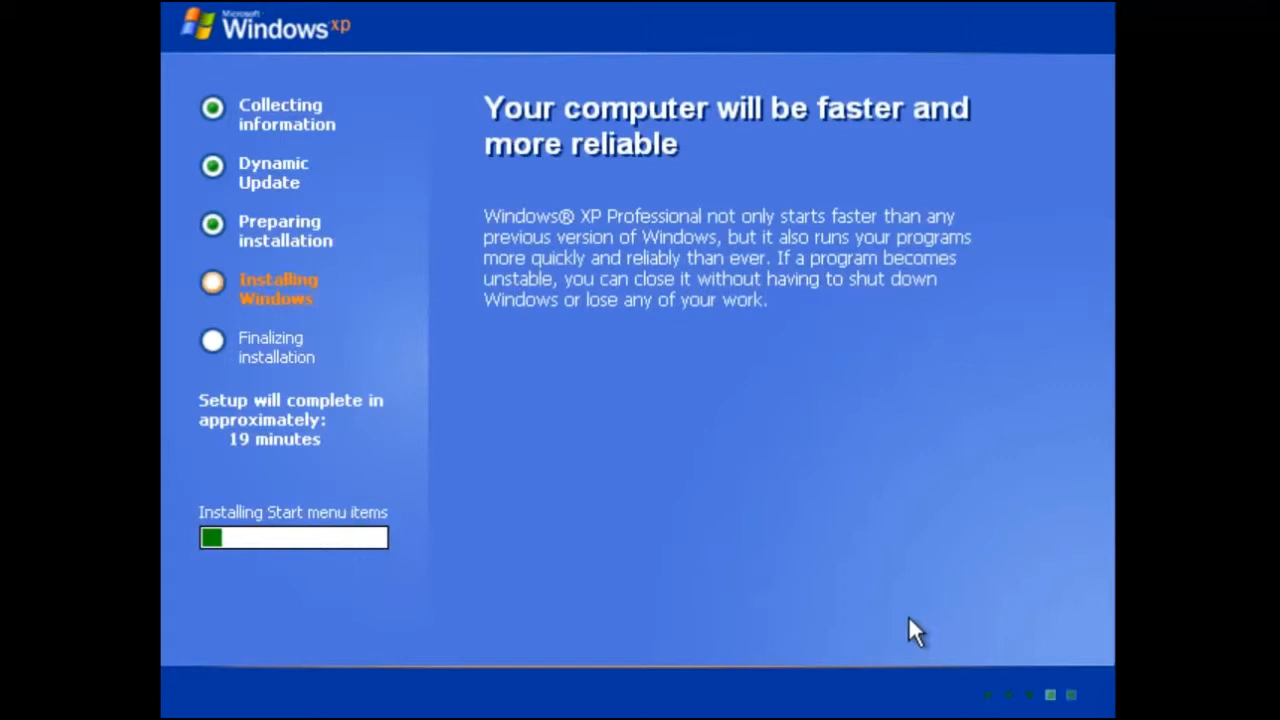 Microsoft
Windows xp
Collecting
information
Dynamic
Update
Preparing
installation
Installing
Windows
Finalizing
installation
Setup will complete in
approximately:
19 minutes
Installing Start menu items
Your computer will be faster and
more reliable
Windows® XP Professional not only starts faster than any
previous version of Windows, but it also runs your programs
more quickly and reliably than ever. If a program becomes
unstable, you can close it without having to shut down
Windows or lose any of your work.